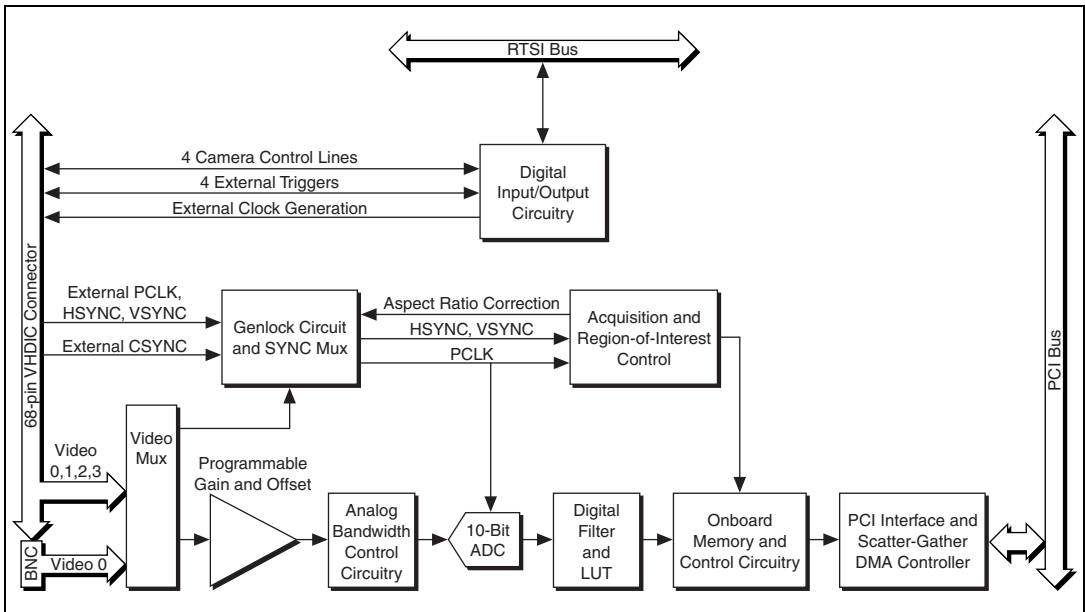 RTSI Bus
4 Camera Control Lines
4 External Triggers
External Clock Generation
Digital
Input/Output
Circuitry
68-pin VHDIC Connector
External PCLK,
HSYNC, VSYNC
External CSYNC
Genlock Circuit
and SYNC Mux
Aspect Ratio Correction
HSYNC, VSYNC
PCLK
Acquisition and
Region-of-Interest
Control
PCI Bus
Video
0,1,2,3
Video
Mux
Programmable
Gain and Offset
BNC
Video 0
Analog
Bandwidth
Control
Circuitry
10-Bit
ADC
Digital
Filter
and
LUT
Onboard
Memory and
Control Circuitry
PCI Interface and
Scatter-Gather
DMA Controller